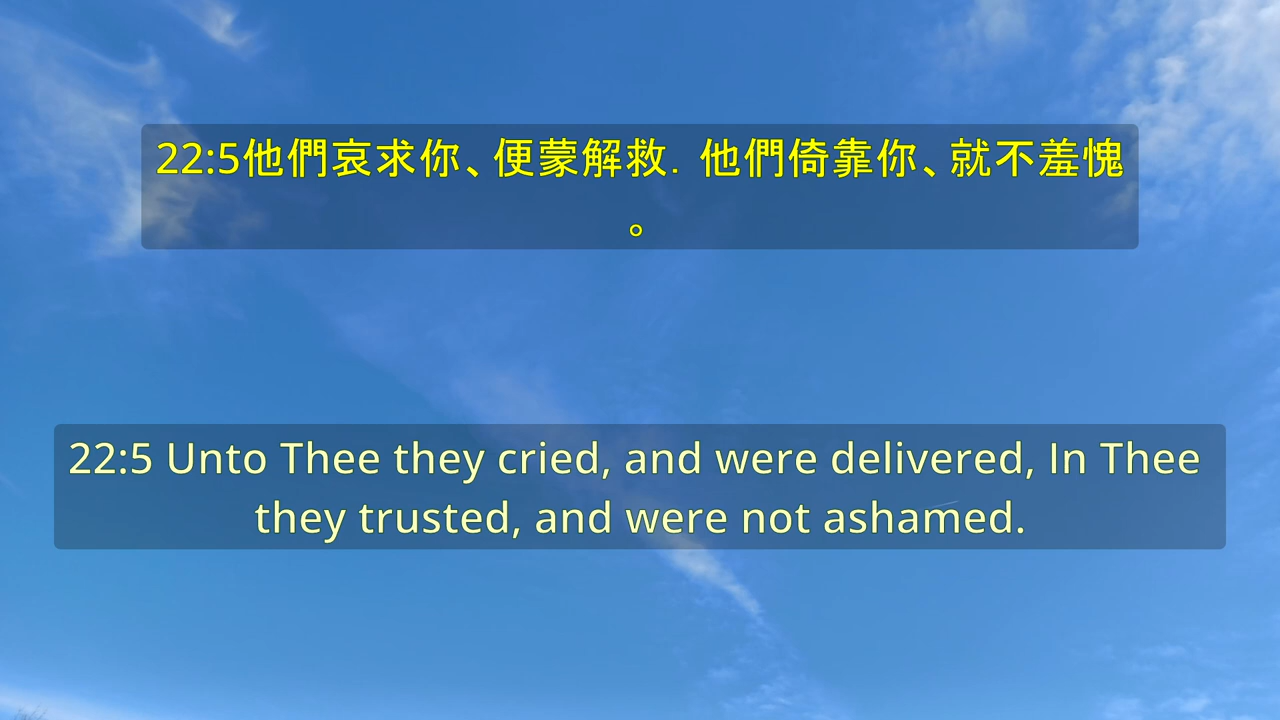 22:5他們哀求你、便蒙解救．他們倚靠你、就不羞愧
。
22:5 Unto Thee they cried, and were delivered, In Thee
they trusted, and were not ashamed.